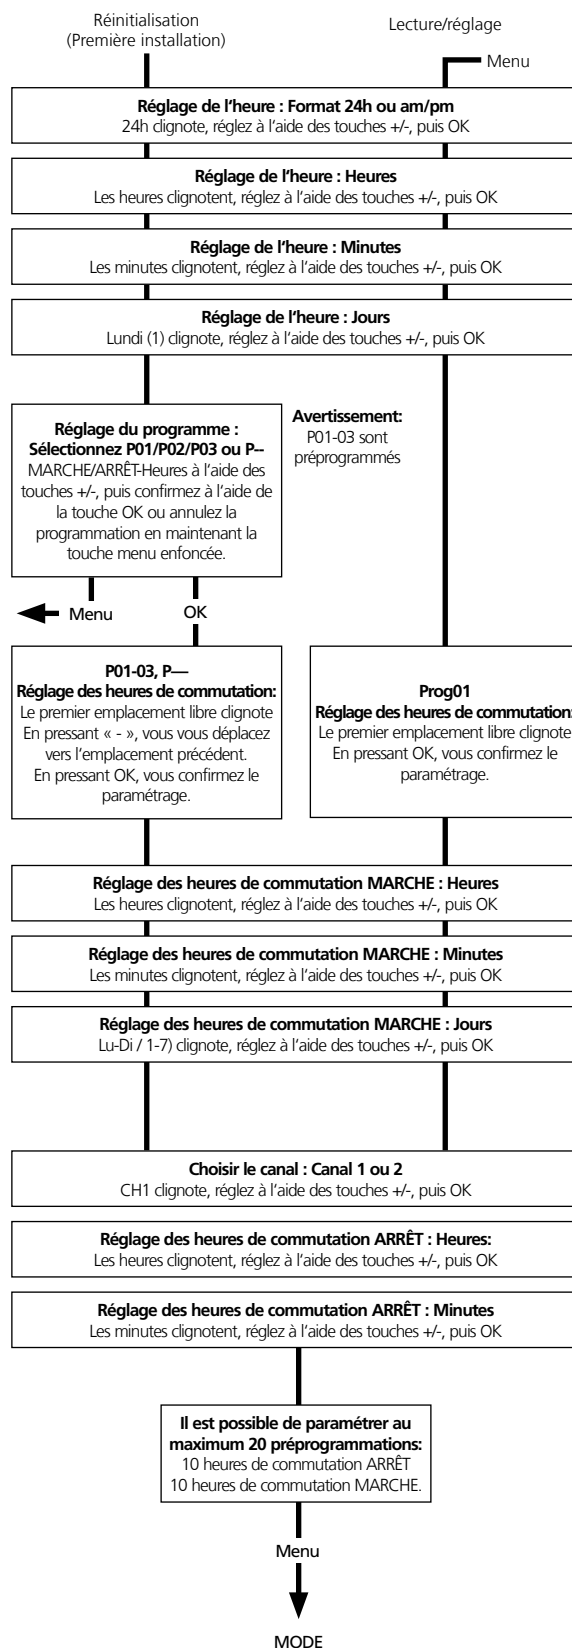 Réinitialisation
(Première installation)
Lecture/réglage
Menu
Réglage de l'heure : Format 24h ou am/pm
24h clignote, réglez à l'aide des touches +/-, puis OK
Réglage de l'heure : Heures
Les heures clignotent, réglez à l'aide des touches +/-, puis OK
Réglage de l'heure : Minutes
Les minutes clignotent, réglez à l'aide des touches +/-, puis OK
Réglage de l'heure : Jours
Lundi (1) clignote, réglez à l'aide des touches +/-, puis OK
Réglage du programme :
Sélectionnez P01/P02/P03 ou P--
MARCHE/ARRÊT-Heures à l'aide des
touches +/-, puis confirmez à l'aide de
la touche OK ou annulez la
programmation en maintenant la
touche menu enfoncée.
Avertissement:
P01-03 sont
préprogrammés
Menu
OK
P01-03, P—
Réglage des heures de commutation:
Le premier emplacement libre clignote
En pressant « - », vous vous déplacez
vers l'emplacement précédent.
En pressant OK, vous confirmez le
paramétrage.
Prog01
Réglage des heures de commutation:
Le premier emplacement libre clignote
En pressant OK, vous confirmez le
paramétrage.
Réglage des heures de commutation MARCHE : Heures
Les heures clignotent, réglez à l'aide des touches +/-, puis OK
Réglage des heures de commutation MARCHE : Minutes
Les minutes clignotent, réglez à l'aide des touches +/-, puis OK
Réglage des heures de commutation MARCHE : Jours
Lu-Di / 1-7) clignote, réglez à l'aide des touches +/-, puis OK
Choisir le canal : Canal 1 ou 2
CH1 clignote, réglez à l'aide des touches +/-, puis OK
Réglage des heures de commutation ARRÊT : Heures:
Les heures clignotent, réglez à l'aide des touches +/-, puis OK
Réglage des heures de commutation ARRÊT : Minutes
Les minutes clignotent, réglez à l'aide des touches +/-, puis OK
Il est possible de paramétrer au
maximum 20 préprogrammations:
10 heures de commutation ARRÊT
10 heures de commutation MARCHE.
Menu
MODE